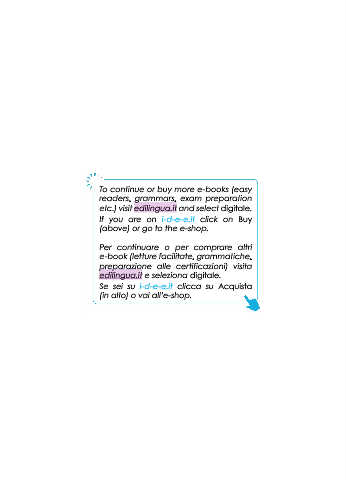 To continue or buy more e-books (easy
readers, grammars, exam preparation
etc.) visit edilingua.it and select digitale.
If you are on i-d-e-e.it click on Buy
(above) or go to the e-shop.
Per continuare o per comprare altri
e-book (letture facilitate, grammatiche,
preparazione alle certificazioni) visita
edilingua.it e seleziona digitale.
Se sei su i-d-e-e.it clicca su Acquista
(in alto) o vai all'e-shop.